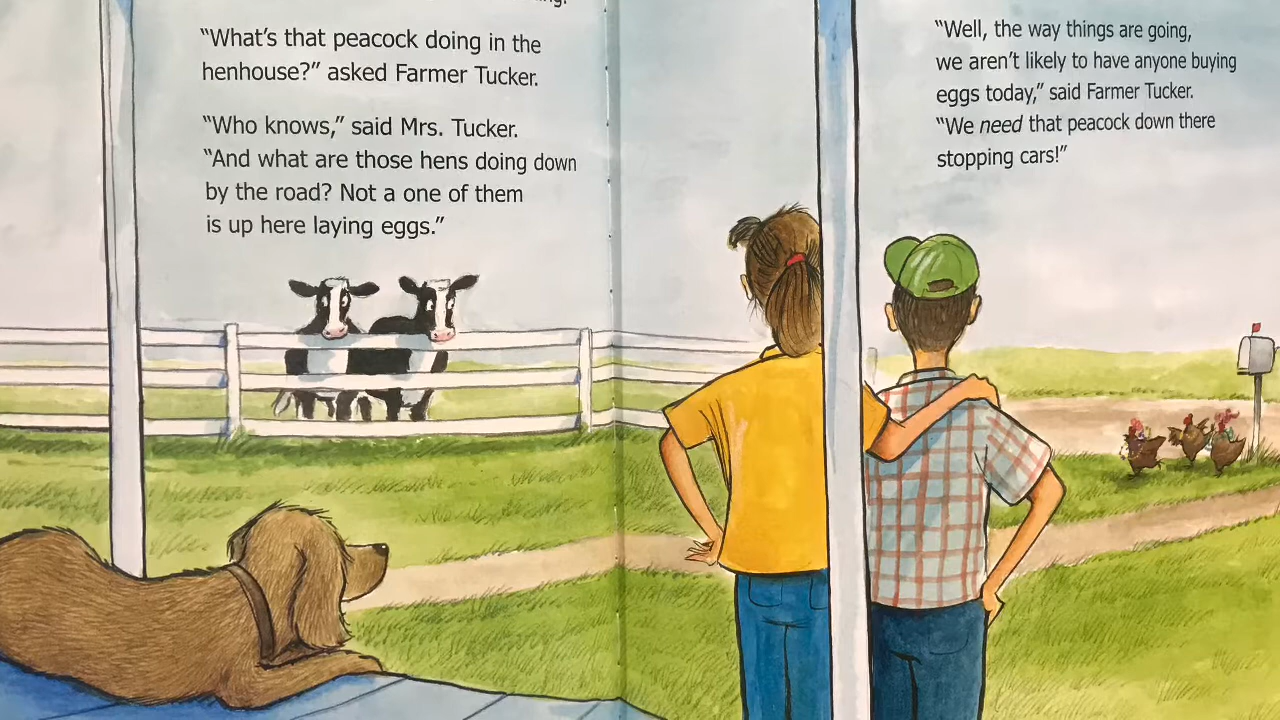 “What’s that peacock doing in the
henhouse?” asked Farmer Tucker.
“Who knows,” said Mrs. Tucker.
“And what are those hens doing down
by the road? Not a one of them
is up here laying eggs.”
“Well, the way things are going,
we aren’t likely to have anyone buying
eggs today,” said Farmer Tucker.
“We need that peacock down there
stopping cars!”